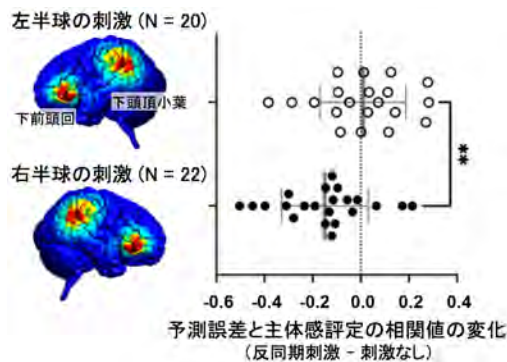 左半球の刺激 (N = 20)
下前頭回
下頭頂小葉
右半球の刺激 (N = 22)
**
-0.6 -0.4 -0.2 0.0 0.2 0.4
予測誤差と主体感評定の相関値の変化
(反同期刺激 – 刺激なし)